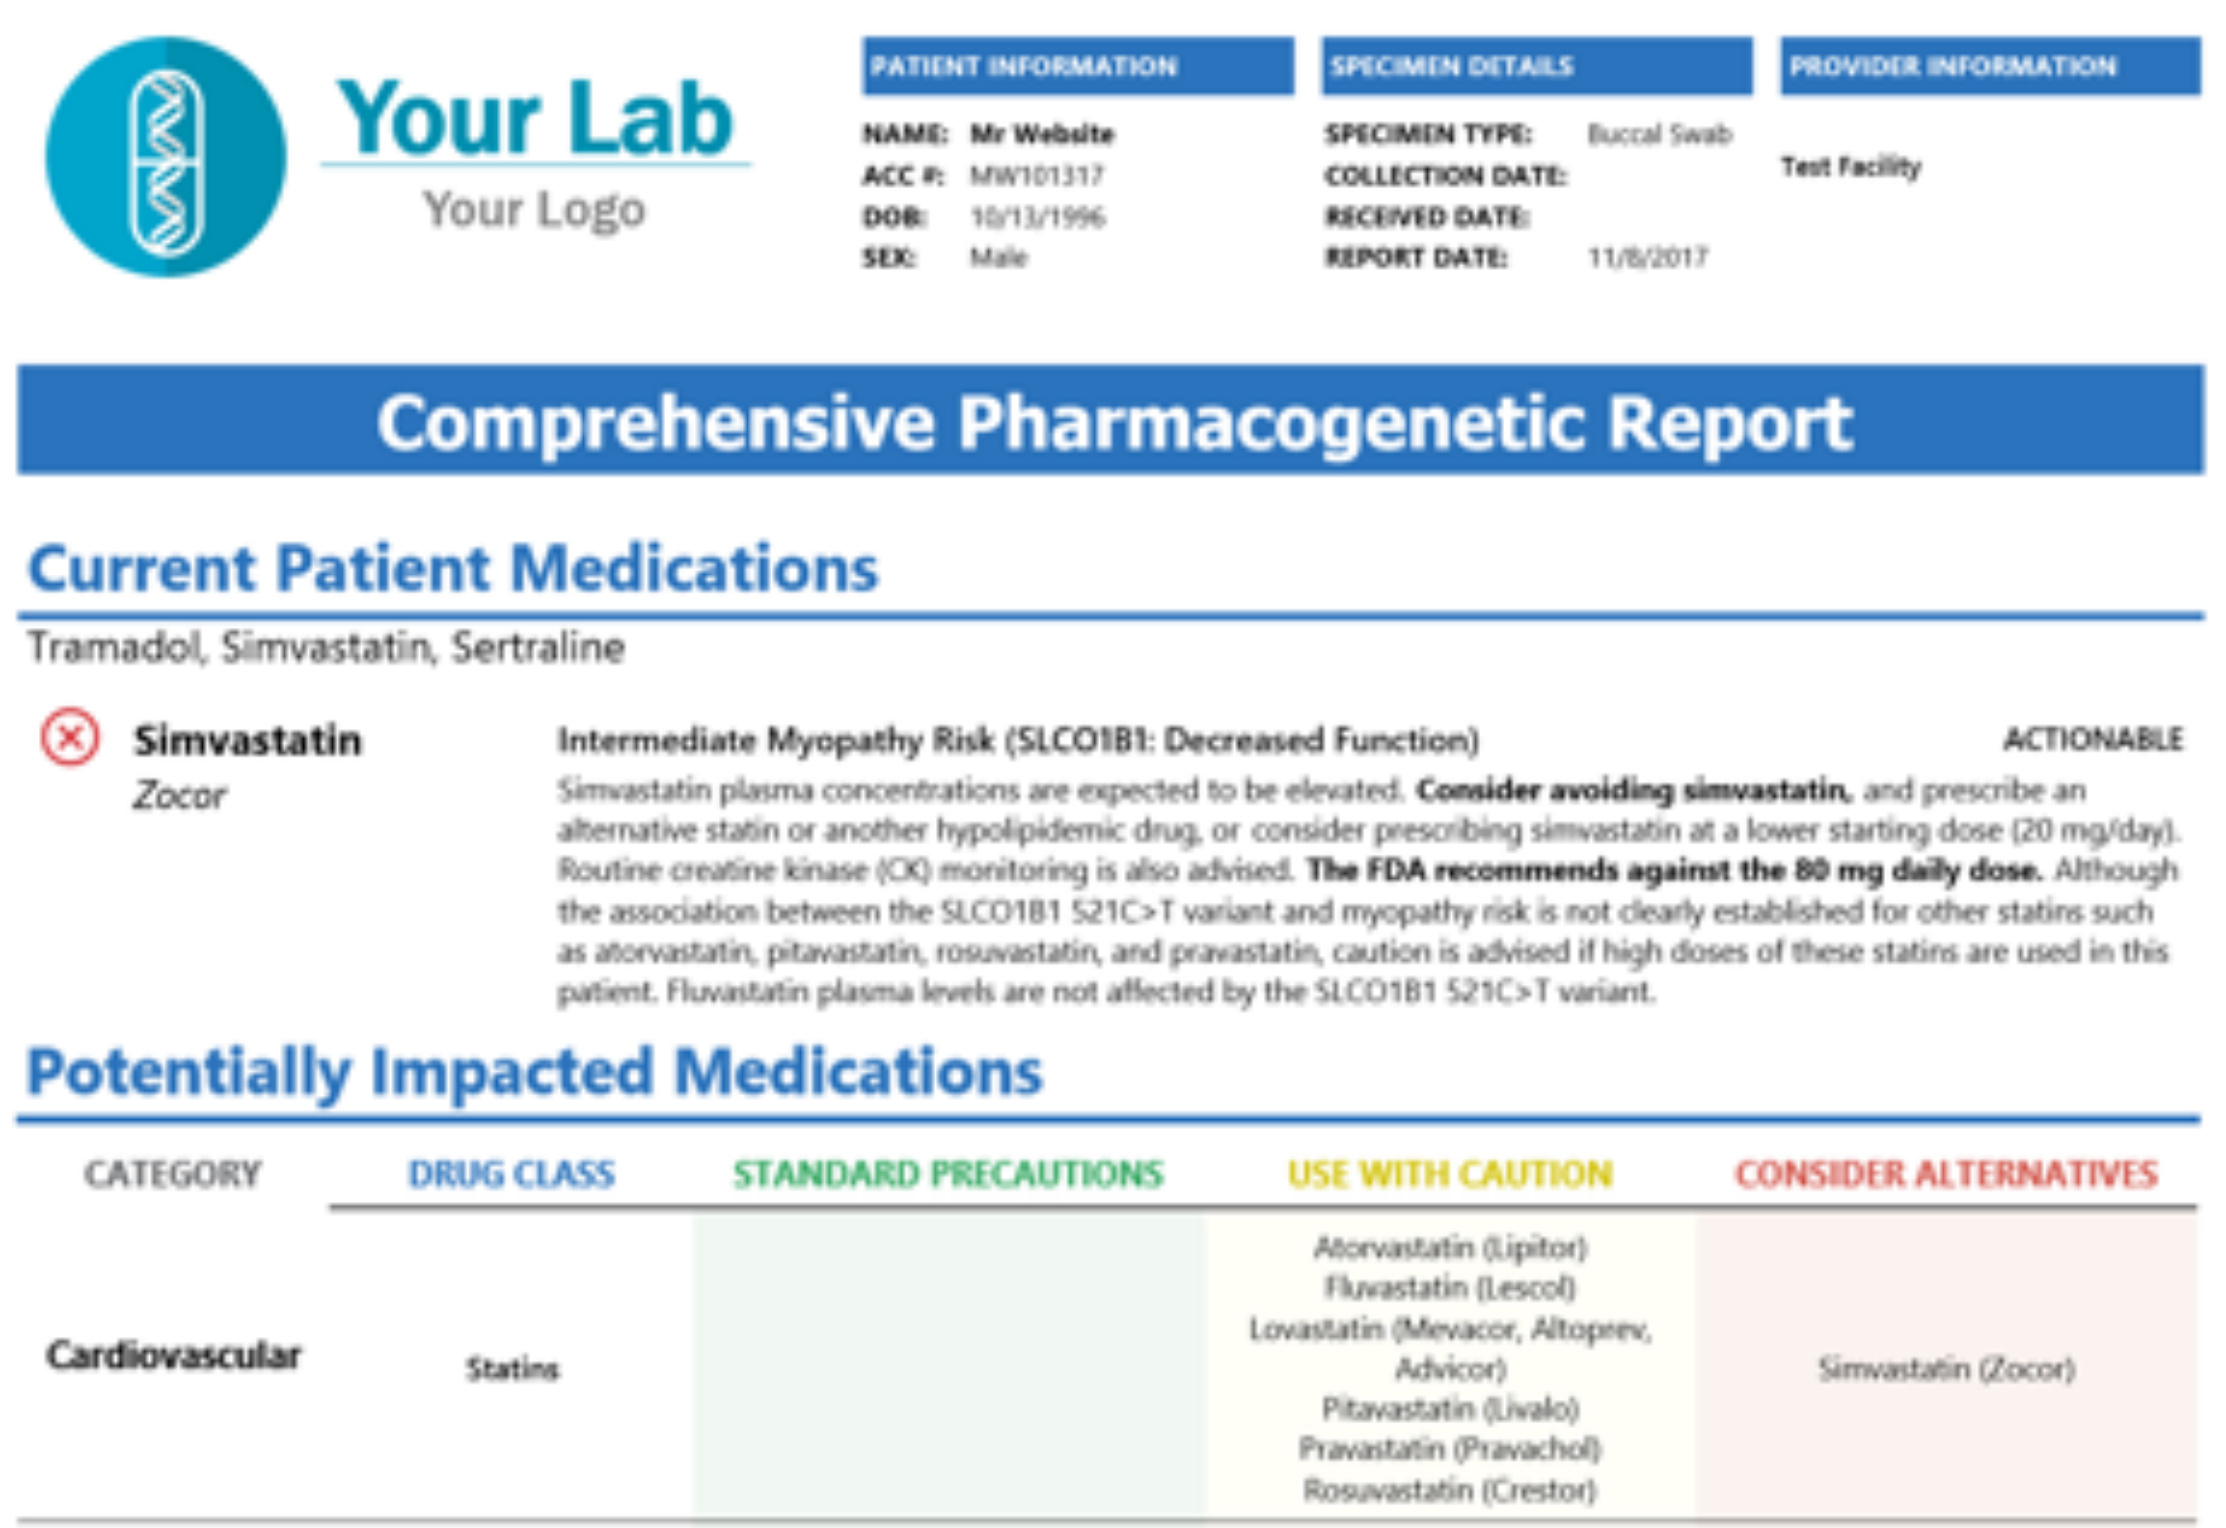 Your Lab
Your Logo
PATIENT INFORMATION
NAME: Mr Website
ACC #: MW101317
DOB: 10/13/1996
SEX: Male
SPECIMEN DETAILS
SPECIMEN TYPE: Buccal Swab
COLLECTION DATE:
RECEIVED DATE:
REPORT DATE: 11/8/2017
PROVIDER INFORMATION
Test Facility
Comprehensive Pharmacogenetic Report
Current Patient Medications
Tramadol, Simvastatin, Sertraline
Simvastatin
Zocor
Intermediate Myopathy Risk (SLCO1B1: Decreased Function)
ACTIONABLE
Simvastatin plasma concentrations are expected to be elevated. Consider avoiding simvastatin, and prescribe an
alternative statin or another hypolipidemic drug, or consider prescribing simvastatin at a lower starting dose (20 mg/day).
Routine creatine kinase (CK) monitoring is also advised. The FDA recommends against the 80 mg daily dose. Although
the association between the SLCO1B1 521C>T variant and myopathy risk is not clearly established for other statins such
as atorvastatin, pitavastatin, rosuvastatin, and pravastatin, caution is advised if high doses of these statins are used in this
patient. Fluvastatin plasma levels are not affected by the SLCO1B1 521C>T variant.
Potentially Impacted Medications
CATEGORY DRUG CLASS STANDARD PRECAUTIONS USE WITH CAUTION CONSIDER ALTERNATIVES
Cardiovascular
Statins
Atorvastatin (Lipitor)
Fluvastatin (Lescol)
Lovastatin (Mevacor, Altoprev,
Advicor)
Pitavastatin (Livalo)
Pravastatin (Pravachol)
Rosuvastatin (Crestor)
Simvastatin (Zocor)